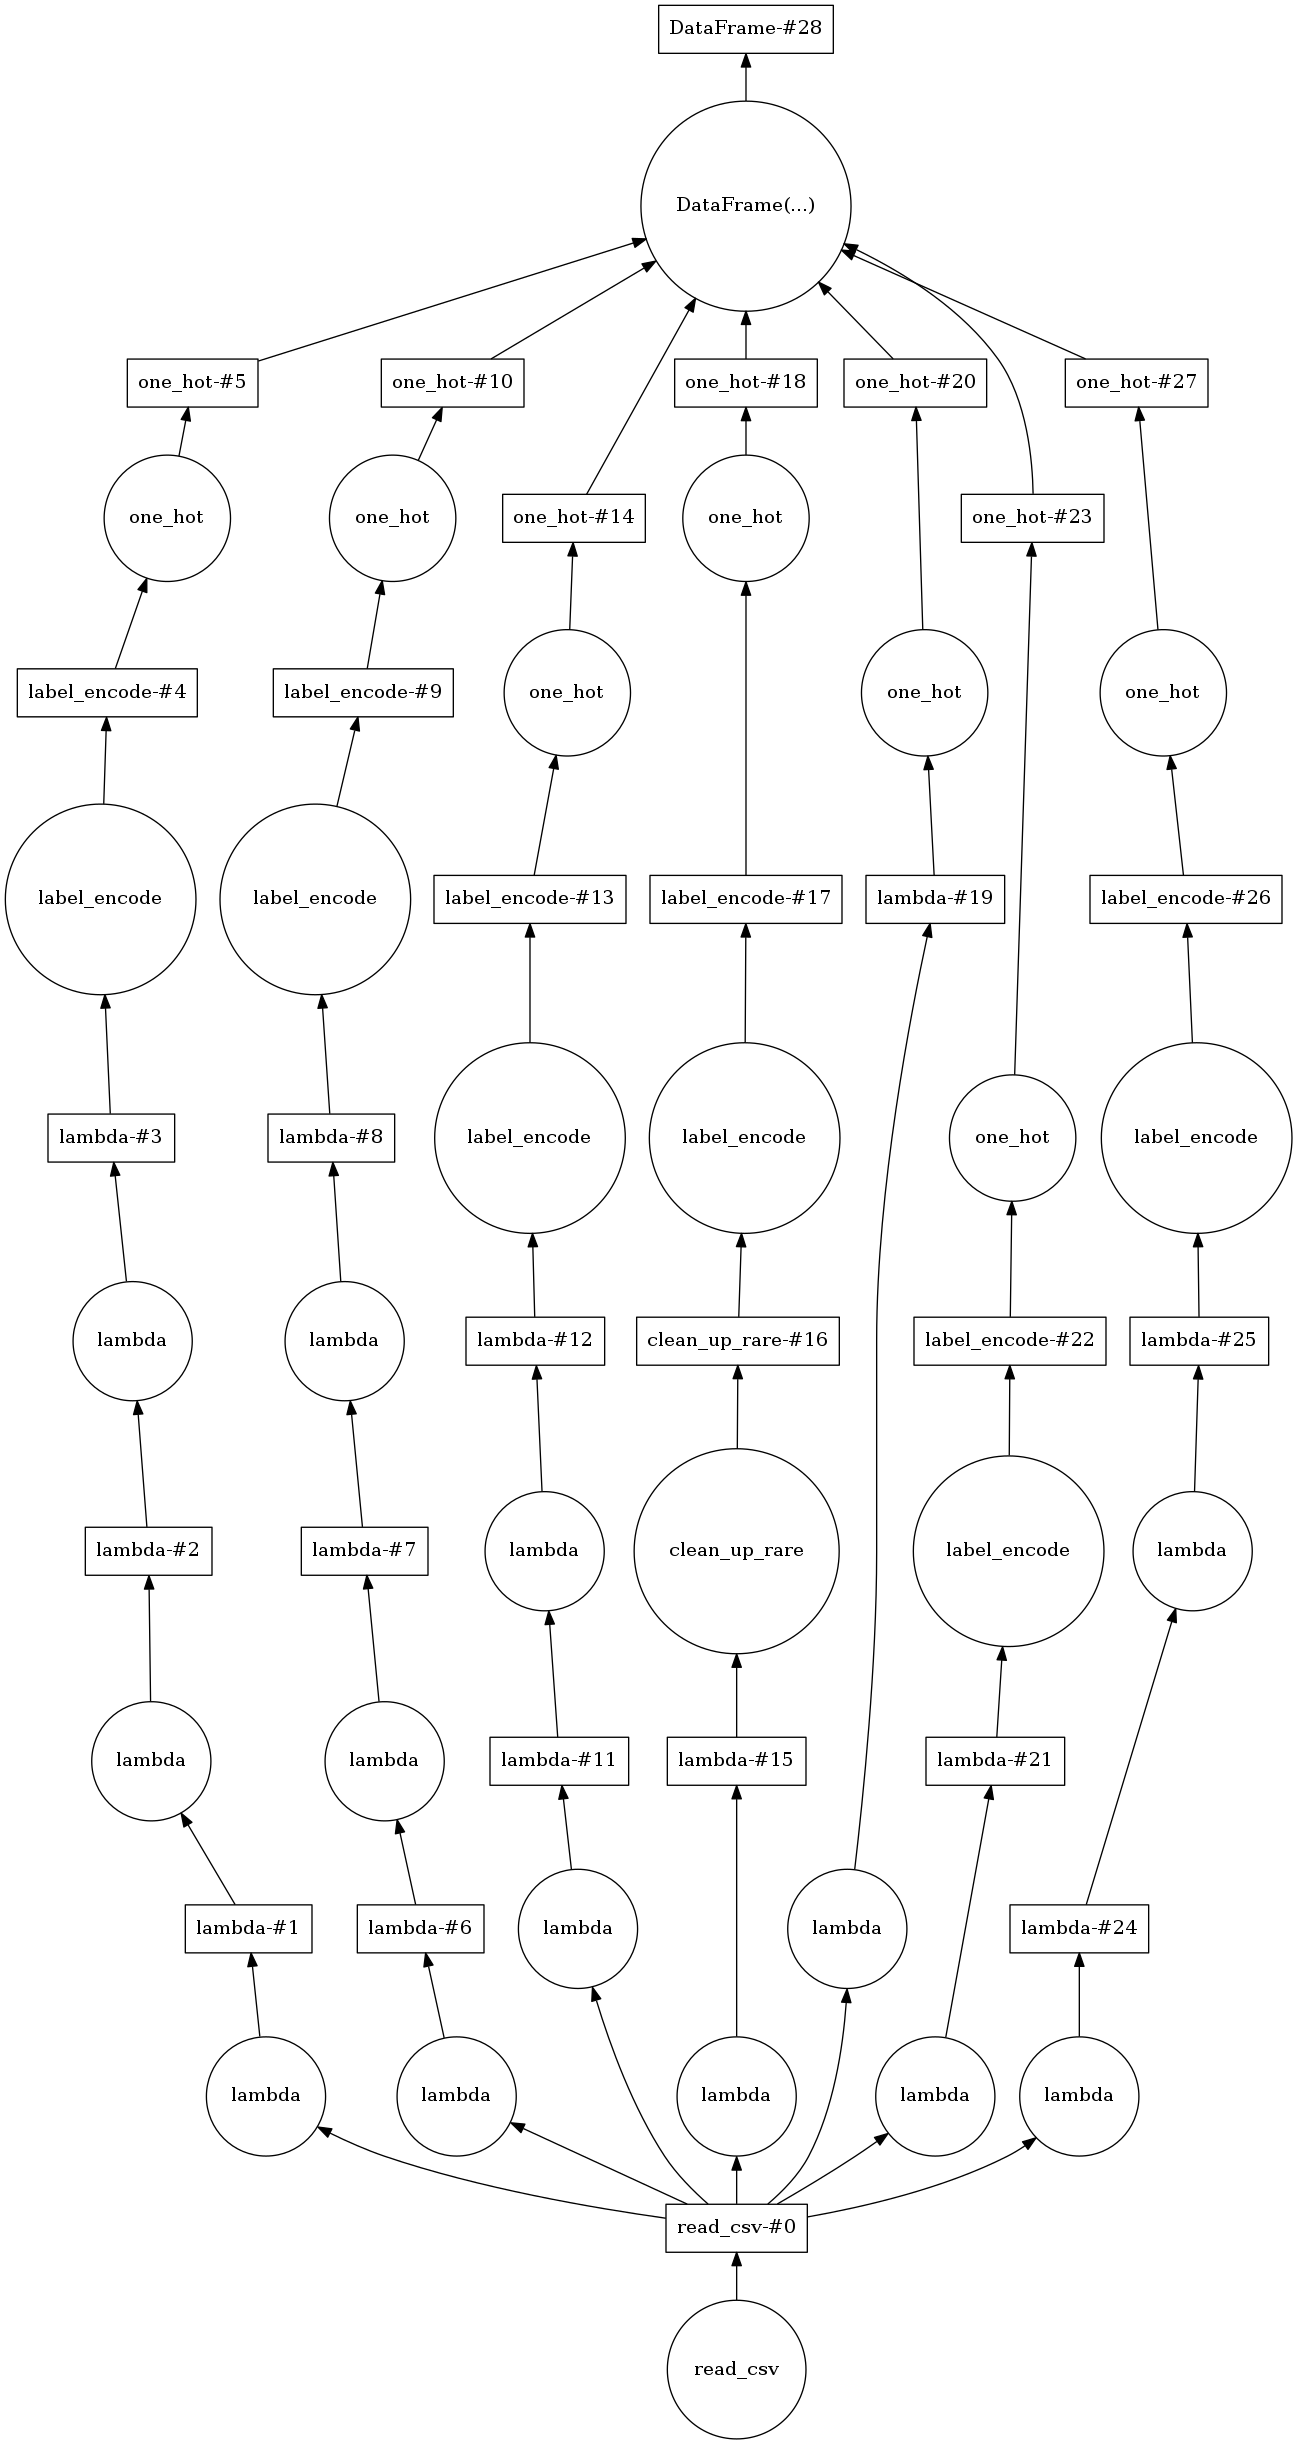 DataFrame-#28
DataFrame(...)
one_hot-#5
one_hot-#10
one_hot-#18
one_hot-#20
one_hot-#27
one_hot
one_hot
one_hot-#14
one_hot
one_hot-#23
label_encode-#4
label_encode-#9
one_hot
one_hot
one_hot
label_encode
label_encode
label_encode-#13
label_encode-#17
lambda-#19
label_encode-#26
lambda-#3
lambda-#8
label_encode
label_encode
one_hot
label_encode
lambda
lambda
lambda-#12
clean_up_rare-#16
label_encode-#22
lambda-#25
lambda-#2
lambda-#7
lambda
clean_up_rare
label_encode
lambda
lambda
lambda
lambda-#11
lambda-#15
lambda-#21
lambda-#1
lambda-#6
lambda
lambda
lambda-#24
lambda
lambda
lambda
lambda
lambda
read_csv-#0
read_csv